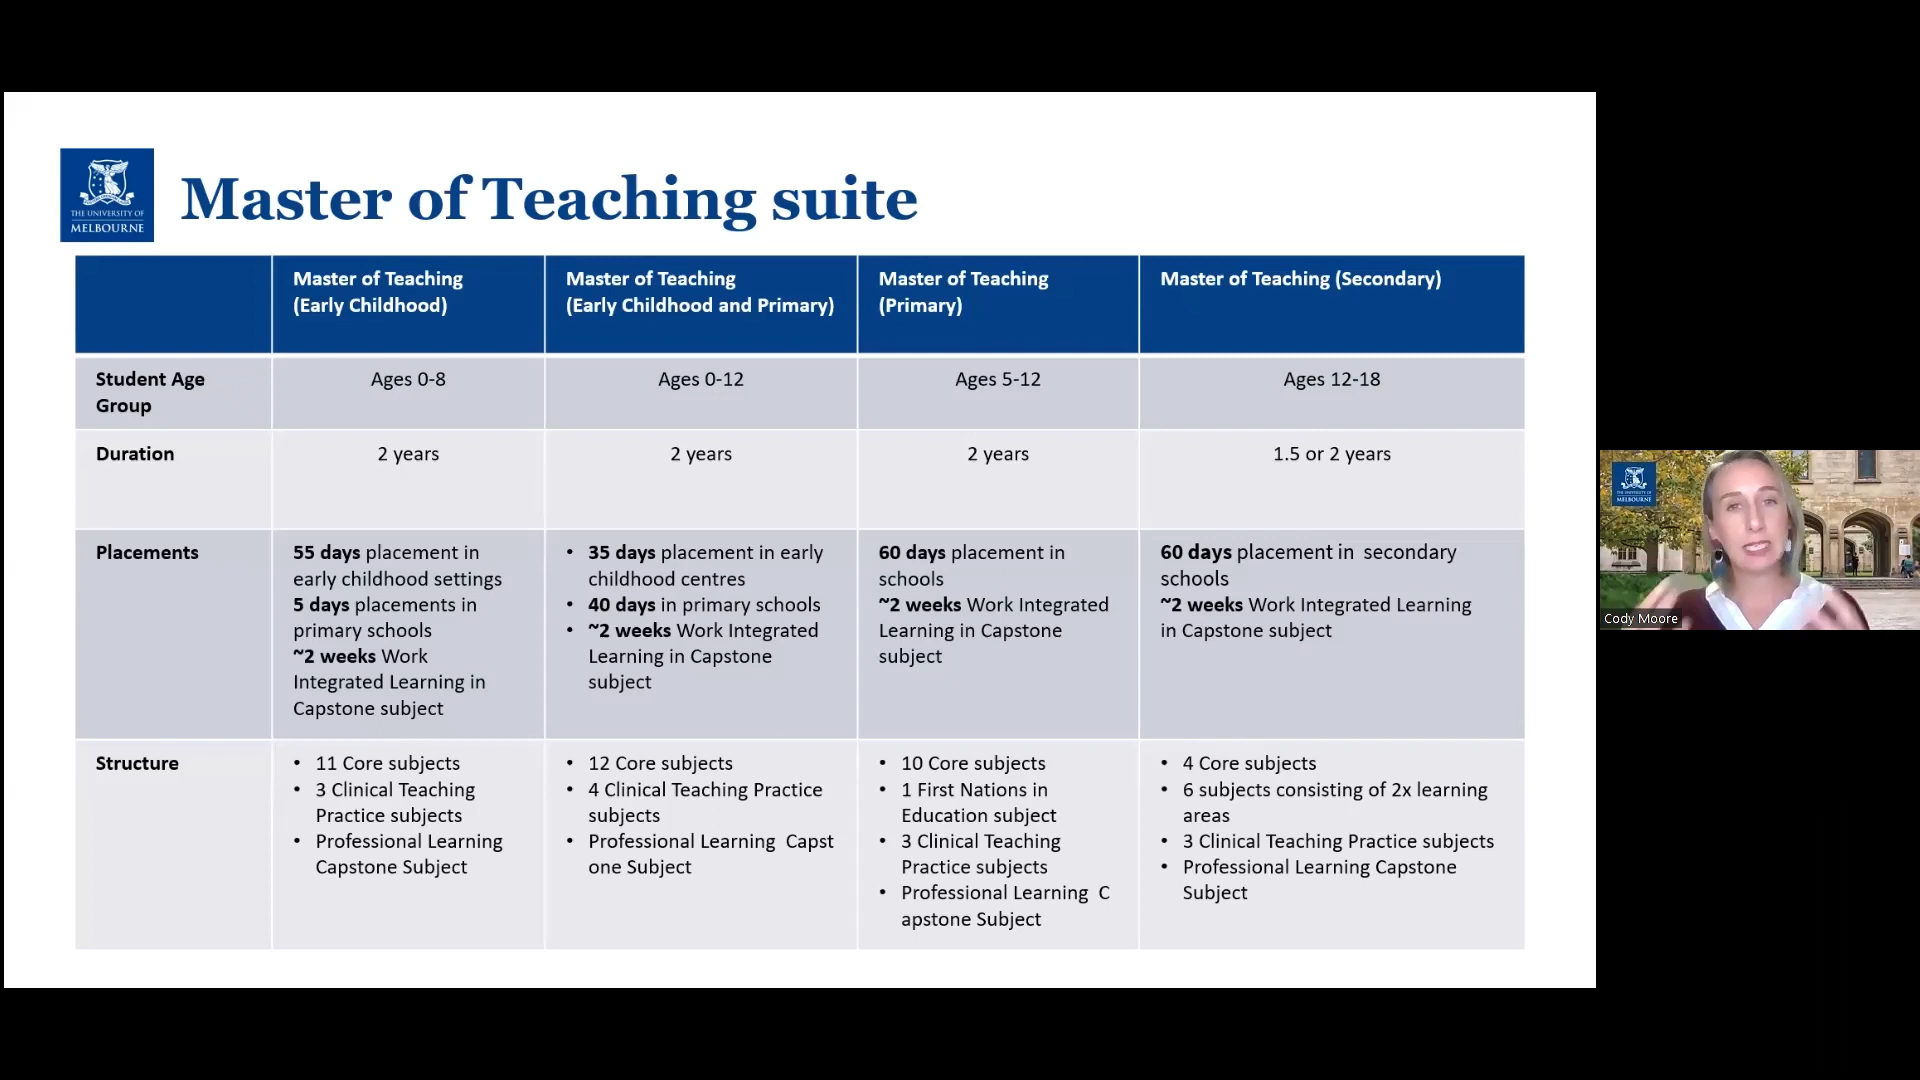 THE UNIVERSITY OF
MELBOURNE
Master of Teaching suite
Master of Teaching
(Early Childhood)
Master of Teaching
(Early Childhood and Primary)
Master of Teaching
(Primary)
Master of Teaching (Secondary)
Student Age
Group
Ages 0-8
Ages 0-12
Ages 5-12
Ages 12-18
Duration
2 years
2 years
2 years
1.5 or 2 years
Placements
55 days placement in
early childhood settings
5 days placements in
primary schools
~2 weeks Work
Integrated Learning in
Capstone subject
• 35 days placement in early
childhood centres
• 40 days in primary schools
• ~2 weeks Work Integrated
Learning in Capstone
subject
60 days placement in
schools
~2 weeks Work Integrated
Learning in Capstone
subject
60 days placement in  secondary
schools
~2 weeks Work Integrated Learning
in Capstone subject
Structure
• 11 Core subjects
• 3 Clinical Teaching
Practice subjects
• Professional Learning
Capstone Subject
• 12 Core subjects
• 4 Clinical Teaching Practice
subjects
• Professional Learning  Capst
one Subject
• 10 Core subjects
• 1 First Nations in
Education subject
• 3 Clinical Teaching
Practice subjects
• Professional Learning  C
apstone Subject
• 4 Core subjects
• 6 subjects consisting of 2x learning
areas
• 3 Clinical Teaching Practice subjects
• Professional Learning Capstone
Subject
THE UNIVERSITY OF
MELBOURNE
Cody Moore